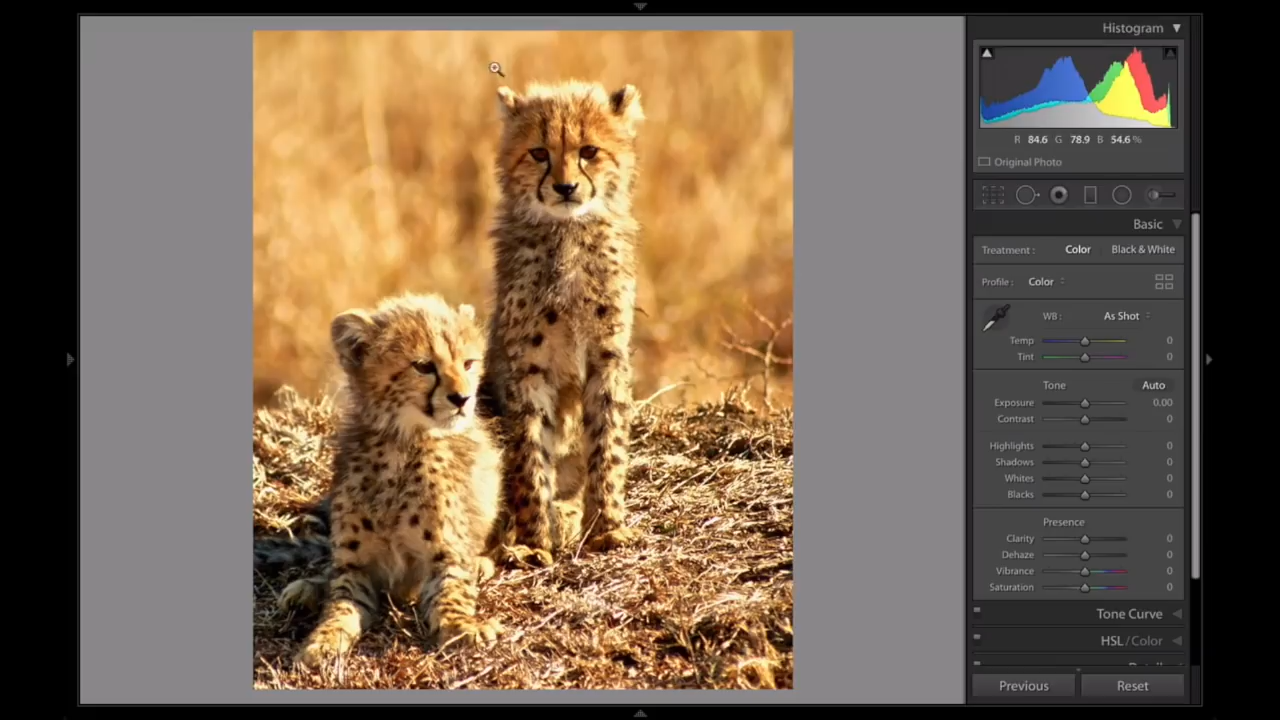 Histogram
R 84.6 G 78.9 B 54.6 %
Original Photo
Basic
Treatment : Color Black & White
Profile : Color
WB : As Shot
Temp 0
Tint 0
Tone Auto
Exposure 0.00
Contrast 0
Highlights 0
Shadows 0
Whites 0
Blacks 0
Presence
Clarity 0
Dehaze 0
Vibrance 0
Saturation 0
Tone Curve
HSL / Color
Previous Reset